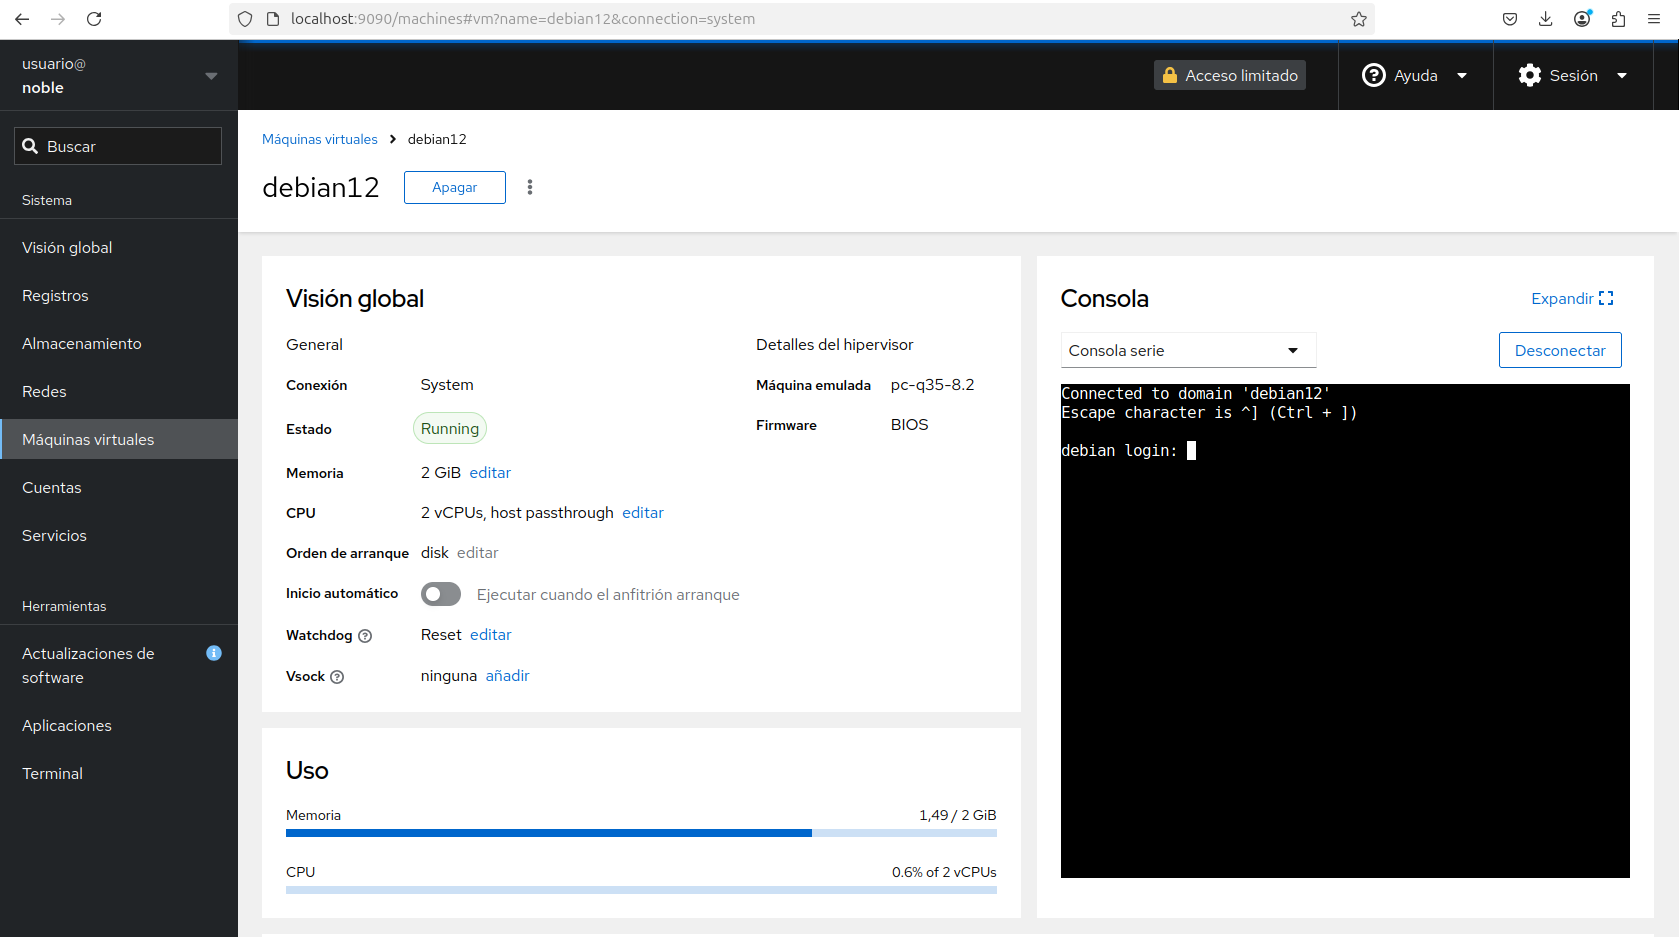 localhost:9090/machines#vm?name=debian12&connection=system
usuario@
noble
Acceso limitado
Ayuda
Sesión
Buscar
Sistema
Visión global
Registros
Almacenamiento
Redes
Máquinas virtuales
Cuentas
Servicios
Herramientas
Actualizaciones de
software
Aplicaciones
Terminal
Máquinas virtuales > debian12
debian12
Apagar
Visión global
General
Conexión System
Estado Running
Memoria 2 GiB editar
CPU 2 vCPUs, host passthrough editar
Orden de arranque disk editar
Inicio automático Ejecutar cuando el anfitrión arranque
Watchdog Reset editar
Vsock ninguna añadir
Detalles del hipervisor
Máquina emulada pc-q35-8.2
Firmware BIOS
Uso
Memoria 1,49 / 2 GiB
CPU 0.6% of 2 vCPUs
Consola
Expandir
Consola serie
Desconectar
Connected to domain 'debian12'
Escape character is ^] (Ctrl + ])
debian login: